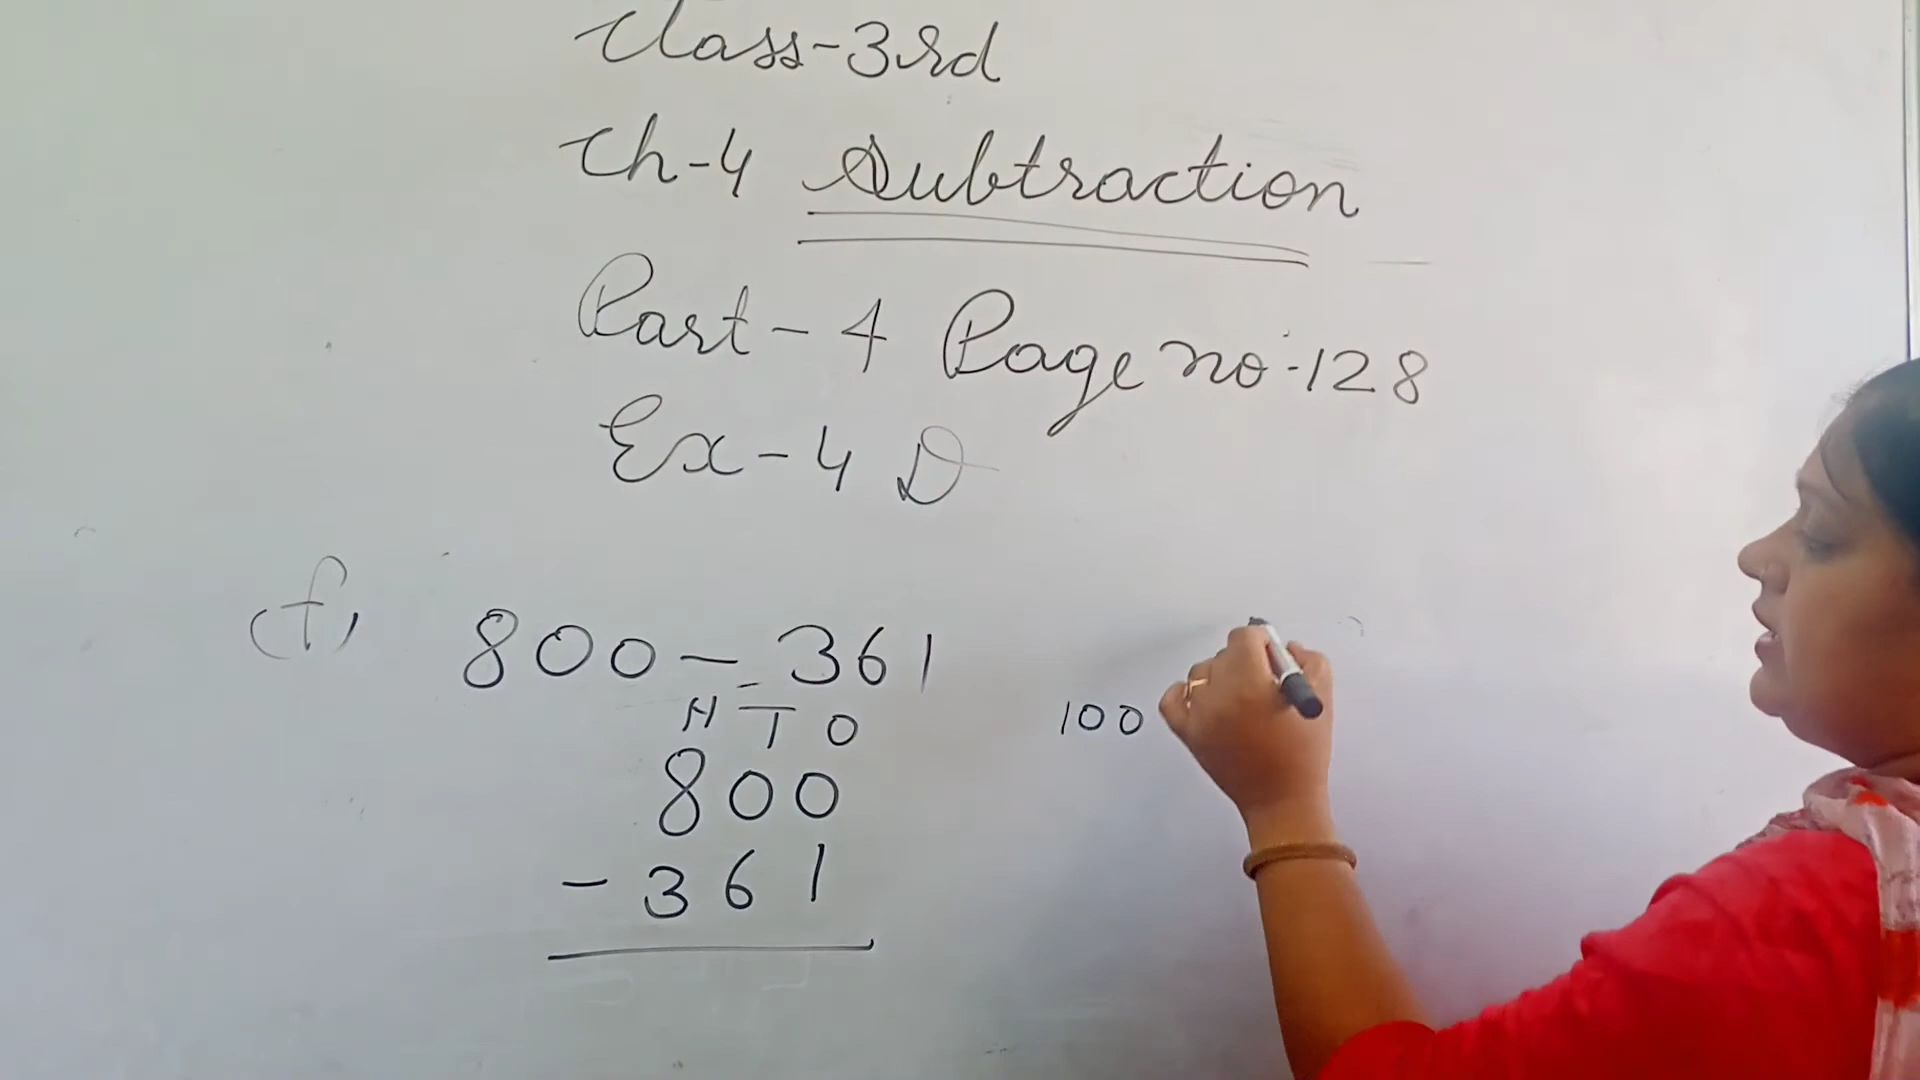 Class-3rd
Ch-4 Subtraction
Part-4 Page no.-128
Ex-4 D
(f) 800-361
H T O
800 100
-361